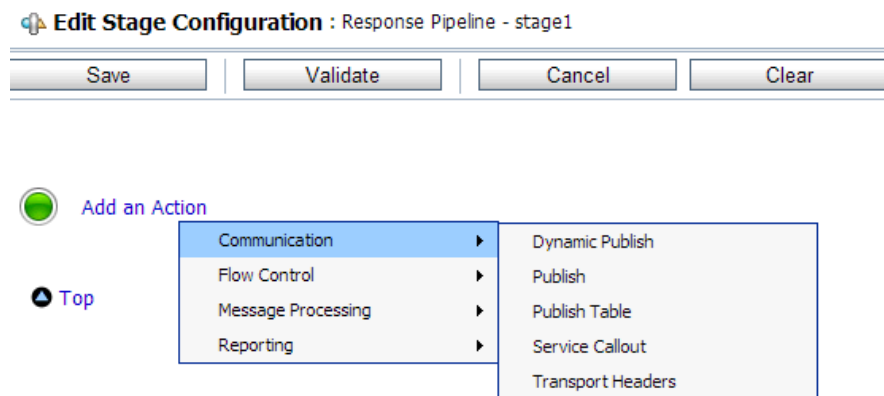 Edit Stage Configuration : Response Pipeline - stage1
Save Validate Cancel Clear
Add an Action
Communication Dynamic Publish
Flow Control Publish
Message Processing Publish Table
Top
Reporting Service Callout
Transport Headers